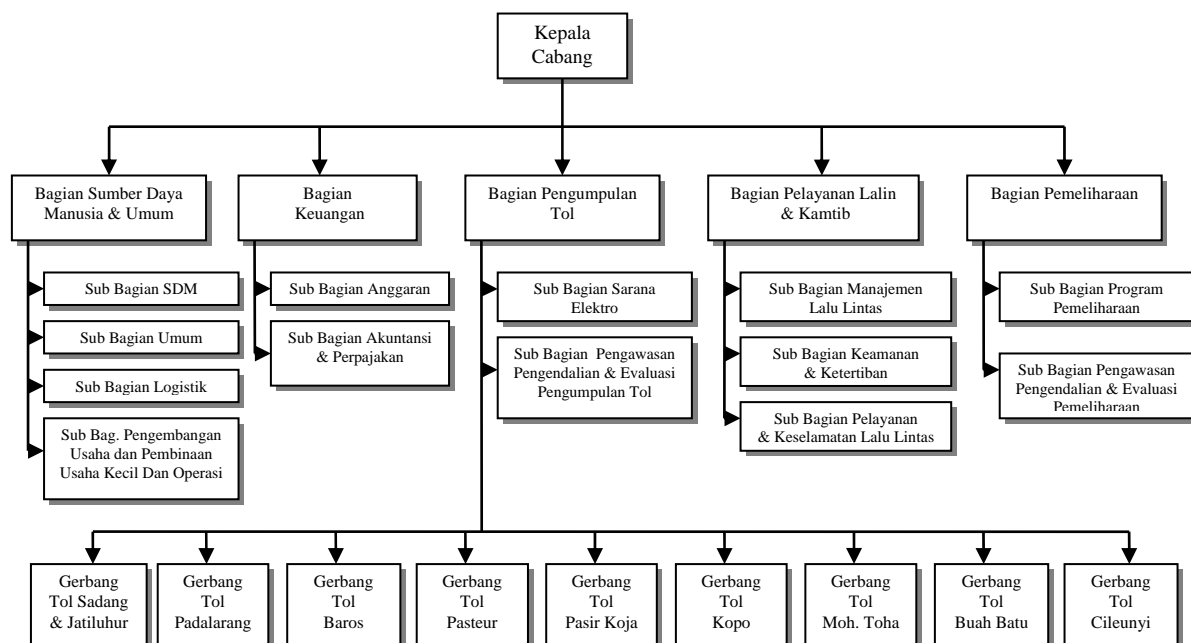 Kepala
Cabang
Bagian Sumber Daya
Manusia & Umum
Bagian
Keuangan
Bagian Pengumpulan
Tol
Bagian Pelayanan Lalin
& Kamtib
Bagian Pemeliharaan
Sub Bagian SDM
Sub Bagian Umum
Sub Bagian Logistik
Sub Bag. Pengembangan
Usaha dan Pembinaan
Usaha Kecil Dan Operasi
Sub Bagian Anggaran
Sub Bagian Akuntansi
& Perpajakan
Sub Bagian Sarana
Elektro
Sub Bagian Pengawasan
Pengendalian & Evaluasi
Pengumpulan Tol
Sub Bagian Manajemen
Lalu Lintas
Sub Bagian Keamanan
& Ketertiban
Sub Bagian Pelayanan
& Keselamatan Lalu Lintas
Sub Bagian Program
Pemeliharaan
Sub Bagian Pengawasan
Pengendalian & Evaluasi
Pemeliharaan
Gerbang
Tol Sadang
& Jatiluhur
Gerbang
Tol
Padalarang
Gerbang
Tol
Baros
Gerbang
Tol
Pasteur
Gerbang
Tol
Pasir Koja
Gerbang
Tol
Kopo
Gerbang
Tol
Moh. Toha
Gerbang
Tol
Buah Batu
Gerbang
Tol
Cileunyi